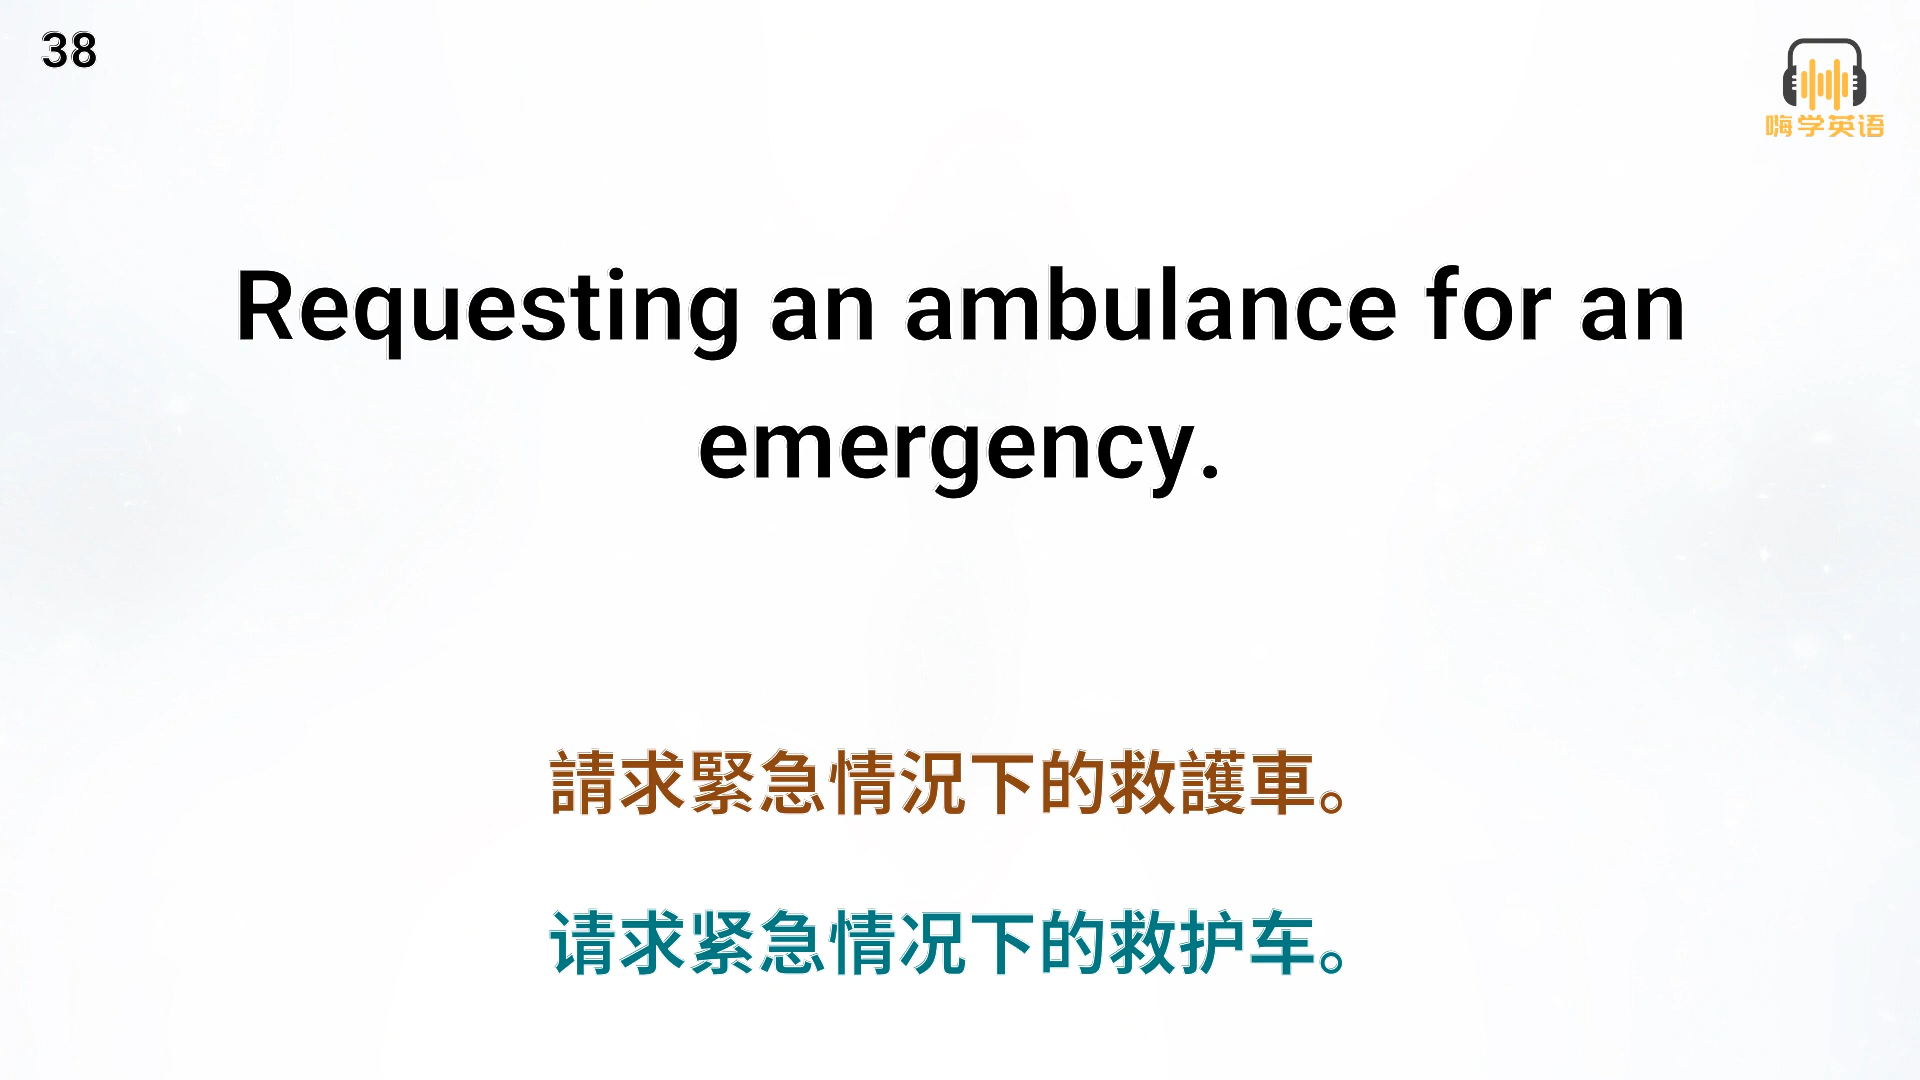 38
嗨学英语
Requesting an ambulance for an
emergency.
請求緊急情況下的救護車。
请求紧急情况下的救护车。